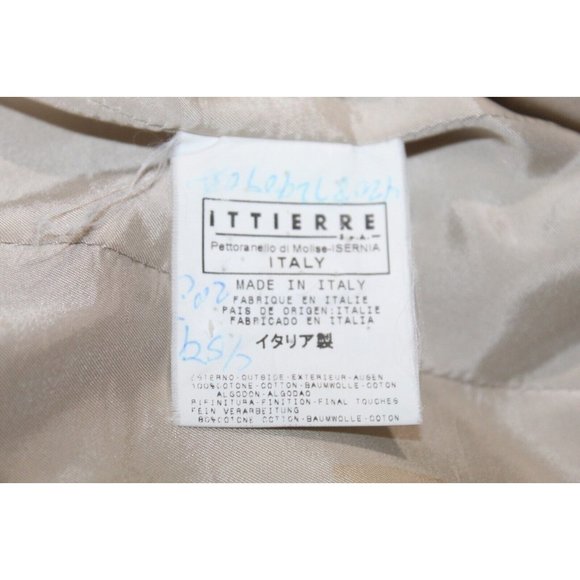 ITTIERRE
S.p.A.
Pettoranello di Molise-ISERNIA
ITALY
MADE IN ITALY
FABRIQUE EN ITALIE
PAIS DE ORIGEN:ITALIE
FABRICADO EN ITALIA
イタリア製
ESTERNO-OUTSIDE-EXTERIEUR-AUSEN
100%COTONE-COTTON-BAUMWOLLE-COTON
ALGODON-ALGODAO
RIFINITURA-FINITION-FINAL TOUCHES
FEIN VERARBEITUNG
COTONE COTTON-BAUMWOLLE-COTON